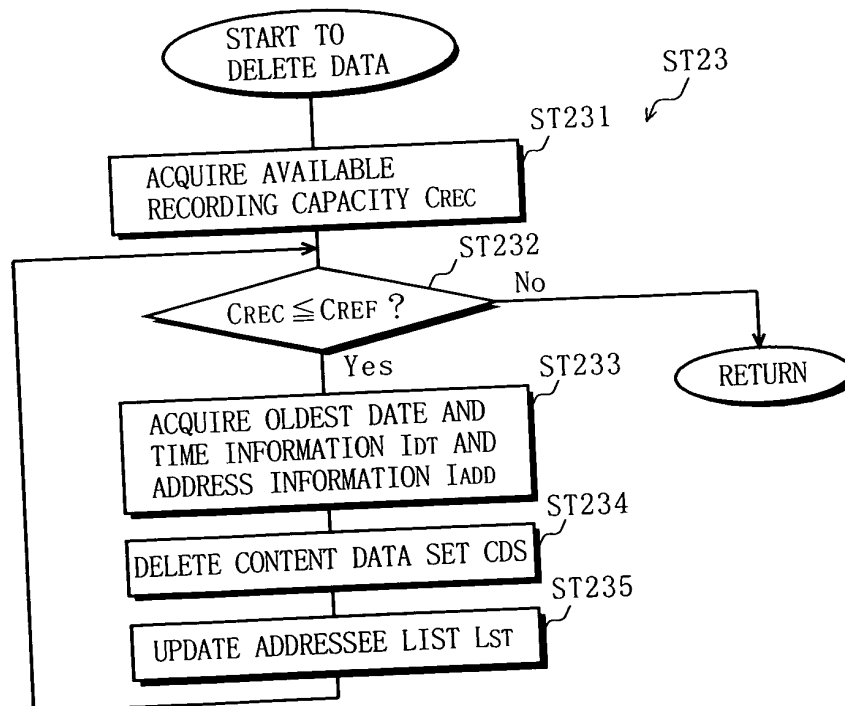 START TO
DELETE DATA
ST23
ST231
ACQUIRE AVAILABLE
RECORDING CAPACITY CREC
ST232
CREC ≦ CREF ?
No
Yes
RETURN
ST233
ACQUIRE OLDEST DATE AND
TIME INFORMATION IDT AND
ADDRESS INFORMATION IADD
ST234
DELETE CONTENT DATA SET CDS
ST235
UPDATE ADDRESSEE LIST LST